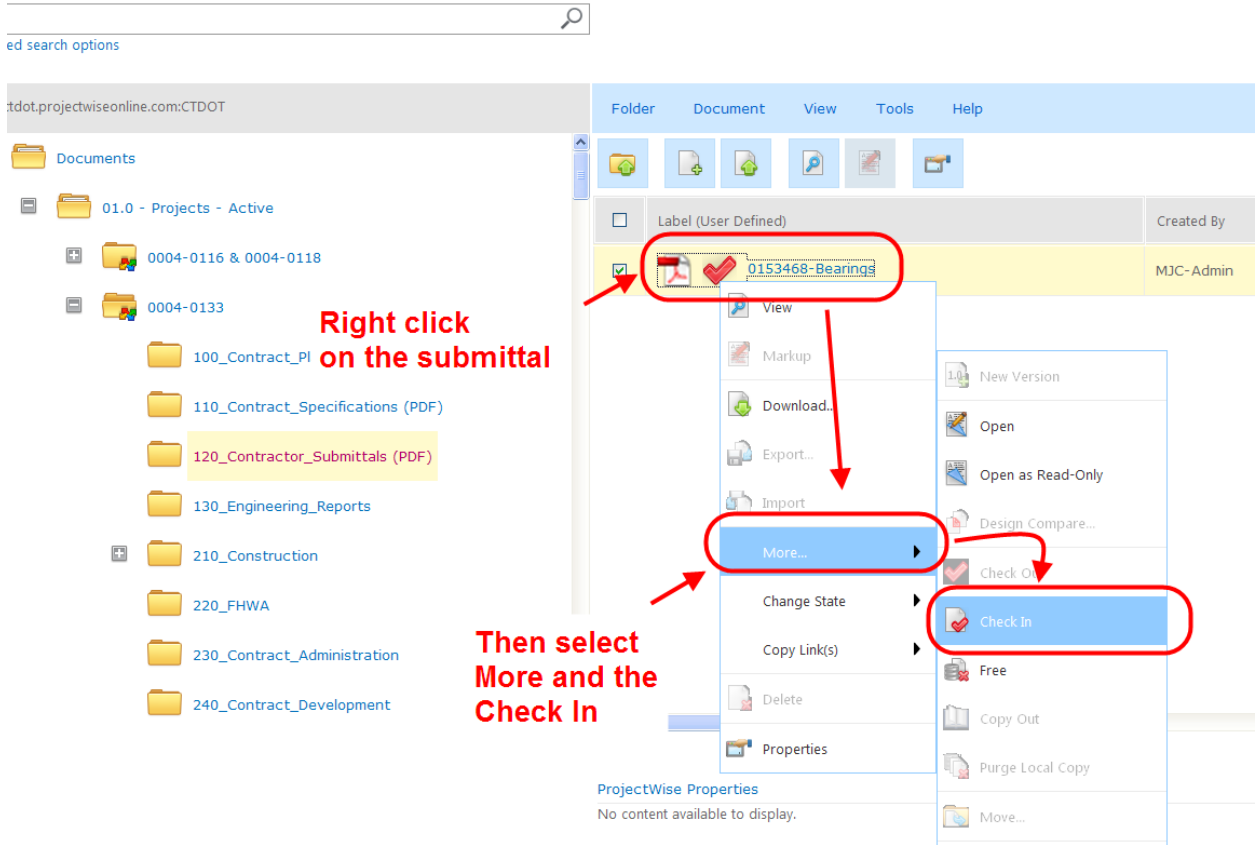 ed search options
tdot.projectwiseonline.com:CTDOT
Folder Document View Tools Help
Documents
01.0 - Projects - Active
0004-0116 & 0004-0118
0004-0133
100_Contract_Pl
110_Contract_Specifications (PDF)
120_Contractor_Submittals (PDF)
130_Engineering_Reports
210_Construction
220_FHWA
230_Contract_Administration
240_Contract_Development
Right click
on the submittal
Label (User Defined) Created By
0153468-Bearings MJC-Admin
View
Markup
Download..
Export...
Import
More...
Change State
Copy Link(s)
Delete
Properties
1.0 New Version
Open
Open as Read-Only
Design Compare...
Check Ou
Check In
Free
Copy Out
Purge Local Copy
Move...
Then select
More and the
Check In
ProjectWise Properties
No content available to display.